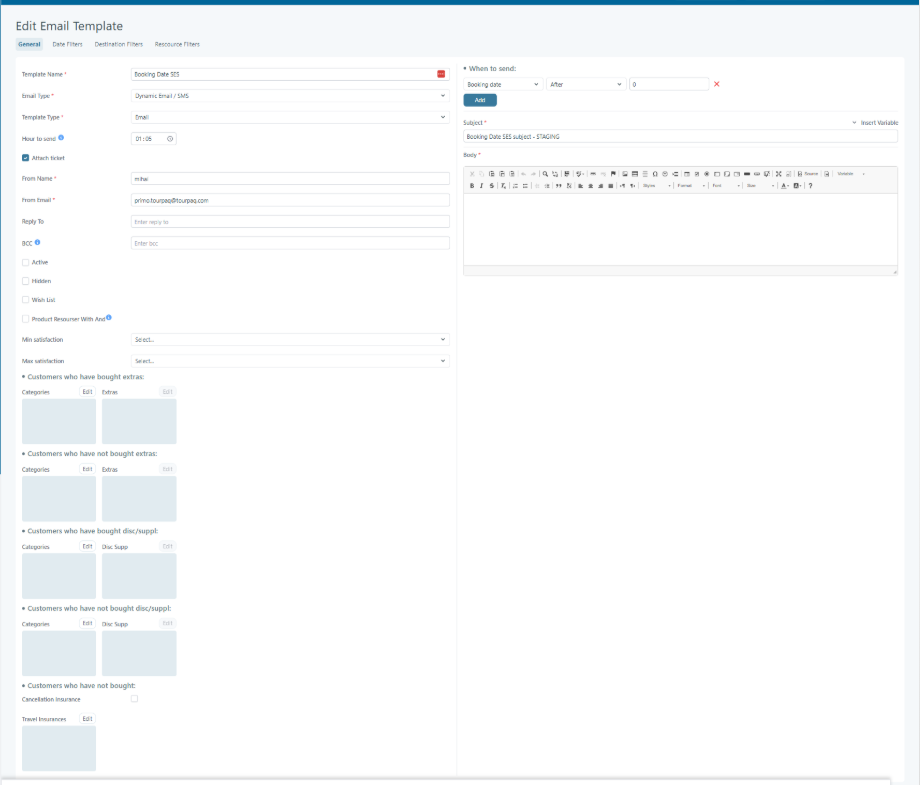 Edit Email Template
General Date Filters Destination Filters Rescource Filters
Template Name * Booking Date SES
Email Type * Dynamic Email / SMS
Template Type * Email
Hour to send 01:05
Attach ticket
From Name * mihai
From Email * primo.tourpaq@tourpaq.com
Reply To Enter reply to
BCC Enter bcc
Active
Hidden
Wish List
Product Resourser With And
Min satisfaction Select...
Max satisfaction Select...
• Customers who have bought extras:
Categories Edit Extras Edit
• Customers who have not bought extras:
Categories Edit Extras Edit
• Customers who have bought disc/suppl:
Categories Edit Disc Supp Edit
• Customers who have not bought disc/suppl:
Categories Edit Disc Supp Edit
• Customers who have not bought:
Cancellation Insurance
Travel Insurances Edit
• When to send:
Booking date After 0
Add
Subject * Insert Variable
Booking Date SES subject - STAGING
Body *
Source Variable
B I S Styles Format Font Size A A ?